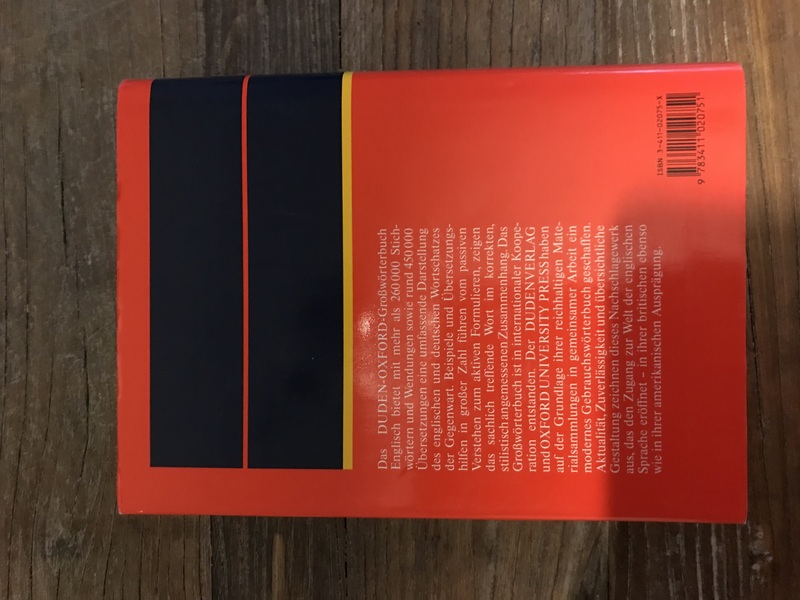 Das DUDEN-OXFORD-Großwörterbuch
Englisch bietet mit mehr als 260 000 Stich-
wörtern und Wendungen sowie rund 450 000
Übersetzungen eine umfassende Darstellung
des englischen und deutschen Wortschatzes
der Gegenwart. Beispiele und Übersetzungs-
hilfen in großer Zahl führen vom passiven
Verstehen zum aktiven Formulieren, zeigen
das sachlich treffende Wort im korrekten,
stilistisch angemessenen Zusammenhang. Das
Großwörterbuch ist in internationaler Koope-
ration entstanden. Der DUDENVERLAG
und OXFORD UNIVERSITY PRESS haben
auf der Grundlage ihrer reichhaltigen Mate-
rialsammlungen in gemeinsamer Arbeit ein
modernes Gebrauchswörterbuch geschaffen.
Aktualität, Zuverlässigkeit und übersichtliche
Gestaltung zeichnen dieses Nachschlagewerk
aus, das den Zugang zur Welt der englischen
Sprache eröffnet – in ihrer britischen ebenso
wie in ihrer amerikanischen Ausprägung.
ISBN 3-411-02075-X
9 783411 020751